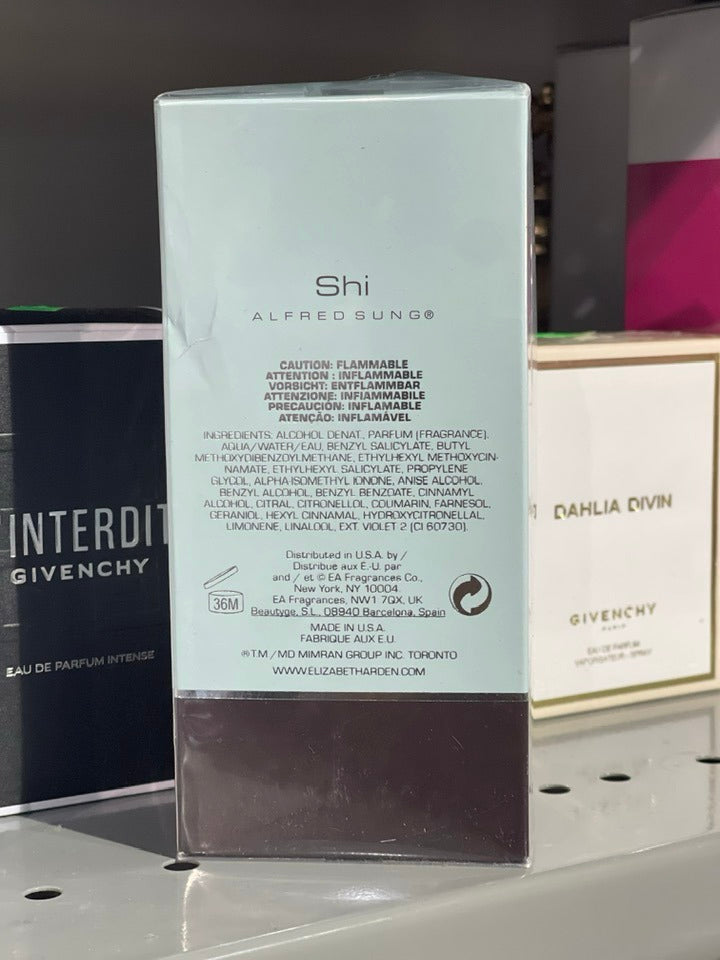 Shi
ALFRED SUNG®
CAUTION: FLAMMABLE
ATTENTION : INFLAMMABLE
VORSICHT: ENTFLAMMBAR
ATTENZIONE: INFIAMMABILE
PRECAUCIÓN: INFLAMABLE
ATENÇÃO: INFLAMÁVEL
INGREDIENTS: ALCOHOL DENAT., PARFUM (FRAGRANCE),
AQUA/WATER/EAU, BENZYL SALICYLATE, BUTYL
METHOXYDIBENZOYLMETHANE, ETHYLHEXYL METHOXYCIN-
NAMATE, ETHYLHEXYL SALICYLATE, PROPYLENE
GLYCOL, ALPHA-ISOMETHYL IONONE, ANISE ALCOHOL,
BENZYL ALCOHOL, BENZYL BENZOATE, CINNAMYL
ALCOHOL, CITRAL, CITRONELLOL, COUMARIN, FARNESOL,
GERANIOL, HEXYL CINNAMAL, HYDROXYCITRONELLAL,
LIMONENE, LINALOOL, EXT. VIOLET 2 (CI 60730).
Distributed in U.S.A. by /
Distribue aux E.-U. par
and / et © EA Fragrances Co.,
New York, NY 10004
EA Fragrances, NW1 7QX, UK
Beautyge, S.L., 08940 Barcelona, Spain
36M
MADE IN U.S.A.
FABRIQUE AUX E.U.
®T.M./MD MIMRAN GROUP INC. TORONTO
WWW.ELIZABETHARDEN.COM
INTERDIT
GIVENCHY
EAU DE PARFUM INTENSE
DAHLIA DIVIN
GIVENCHY
PARIS
EAU DE PARFUM
VAPORISATEUR - SPRAY